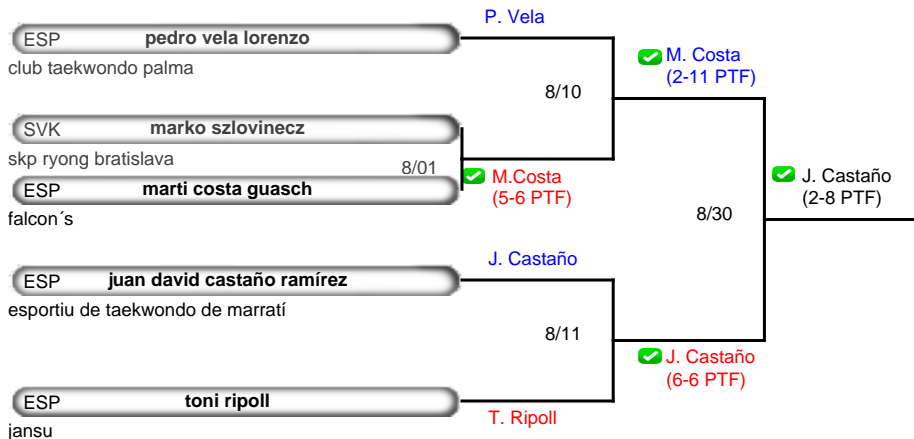 P. Vela
ESP pedro vela lorenzo
club taekwondo palma
M. Costa
(2-11 PTF)
8/10
SVK marko szlovinecz
skp ryong bratislava
8/01
M.Costa
(5-6 PTF)
ESP marti costa guasch
falcon´s
J. Castaño
(2-8 PTF)
8/30
J. Castaño
ESP juan david castaño ramírez
esportiu de taekwondo de marratí
8/11
J. Castaño
(6-6 PTF)
ESP toni ripoll
T. Ripoll
jansu